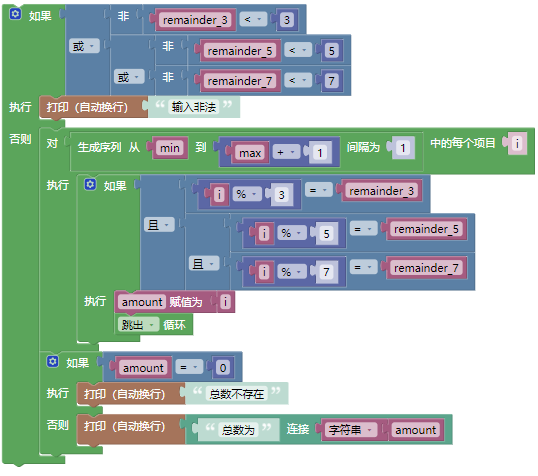 如果 非 remainder_3 < 3
或 非 remainder_5 < 5
或 非 remainder_7 < 7
执行 打印（自动换行） “ 输入非法 ”
否则 对 生成序列 从 min 到 max + 1 间隔为 1 中的每个项目 i
执行 如果 i % 3 = remainder_3
且 i % 5 = remainder_5
且 i % 7 = remainder_7
执行 amount 赋值为 i
跳出 循环
如果 amount = 0
执行 打印（自动换行） “ 总数不存在 ”
否则 打印（自动换行） “ 总数为 ” 连接 字符串 amount